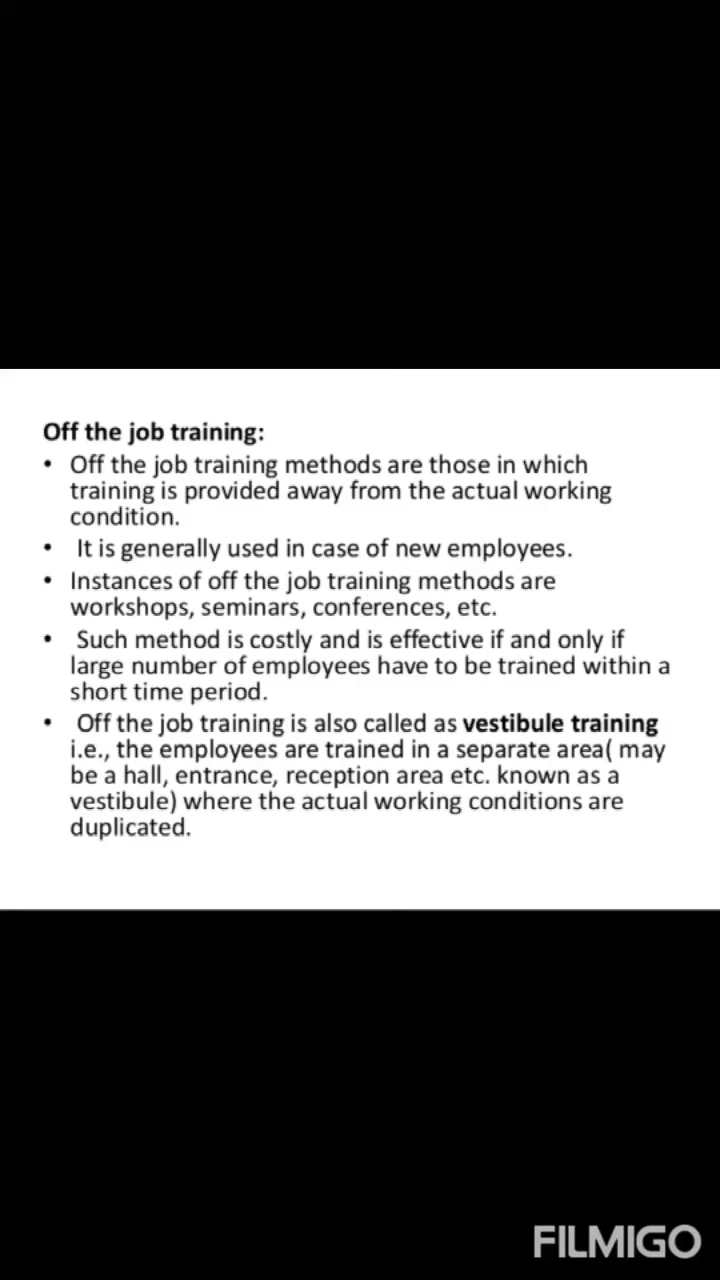 Off the job training:
• Off the job training methods are those in which
training is provided away from the actual working
condition.
• It is generally used in case of new employees.
• Instances of off the job training methods are
workshops, seminars, conferences, etc.
• Such method is costly and is effective if and only if
large number of employees have to be trained within a
short time period.
• Off the job training is also called as vestibule training
i.e., the employees are trained in a separate area( may
be a hall, entrance, reception area etc. known as a
vestibule) where the actual working conditions are
duplicated.
FILMIGO